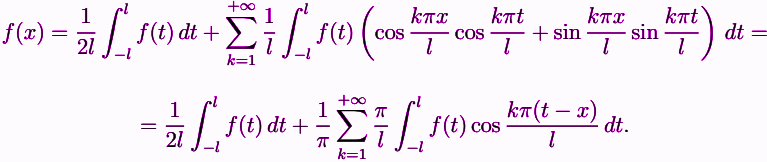 f(x) = \frac{1}{2l} \int_{-l}^{l} f(t)\,dt + \sum_{k=1}^{+\infty} \frac{1}{l} \int_{-l}^{l} f(t) \left( \cos \frac{k\pi x}{l} \cos \frac{k\pi t}{l} + \sin \frac{k\pi x}{l} \sin \frac{k\pi t}{l} \right) dt =
= \frac{1}{2l} \int_{-l}^{l} f(t)\,dt + \frac{1}{\pi} \sum_{k=1}^{+\infty} \frac{\pi}{l} \int_{-l}^{l} f(t) \cos \frac{k\pi(t-x)}{l}\,dt.